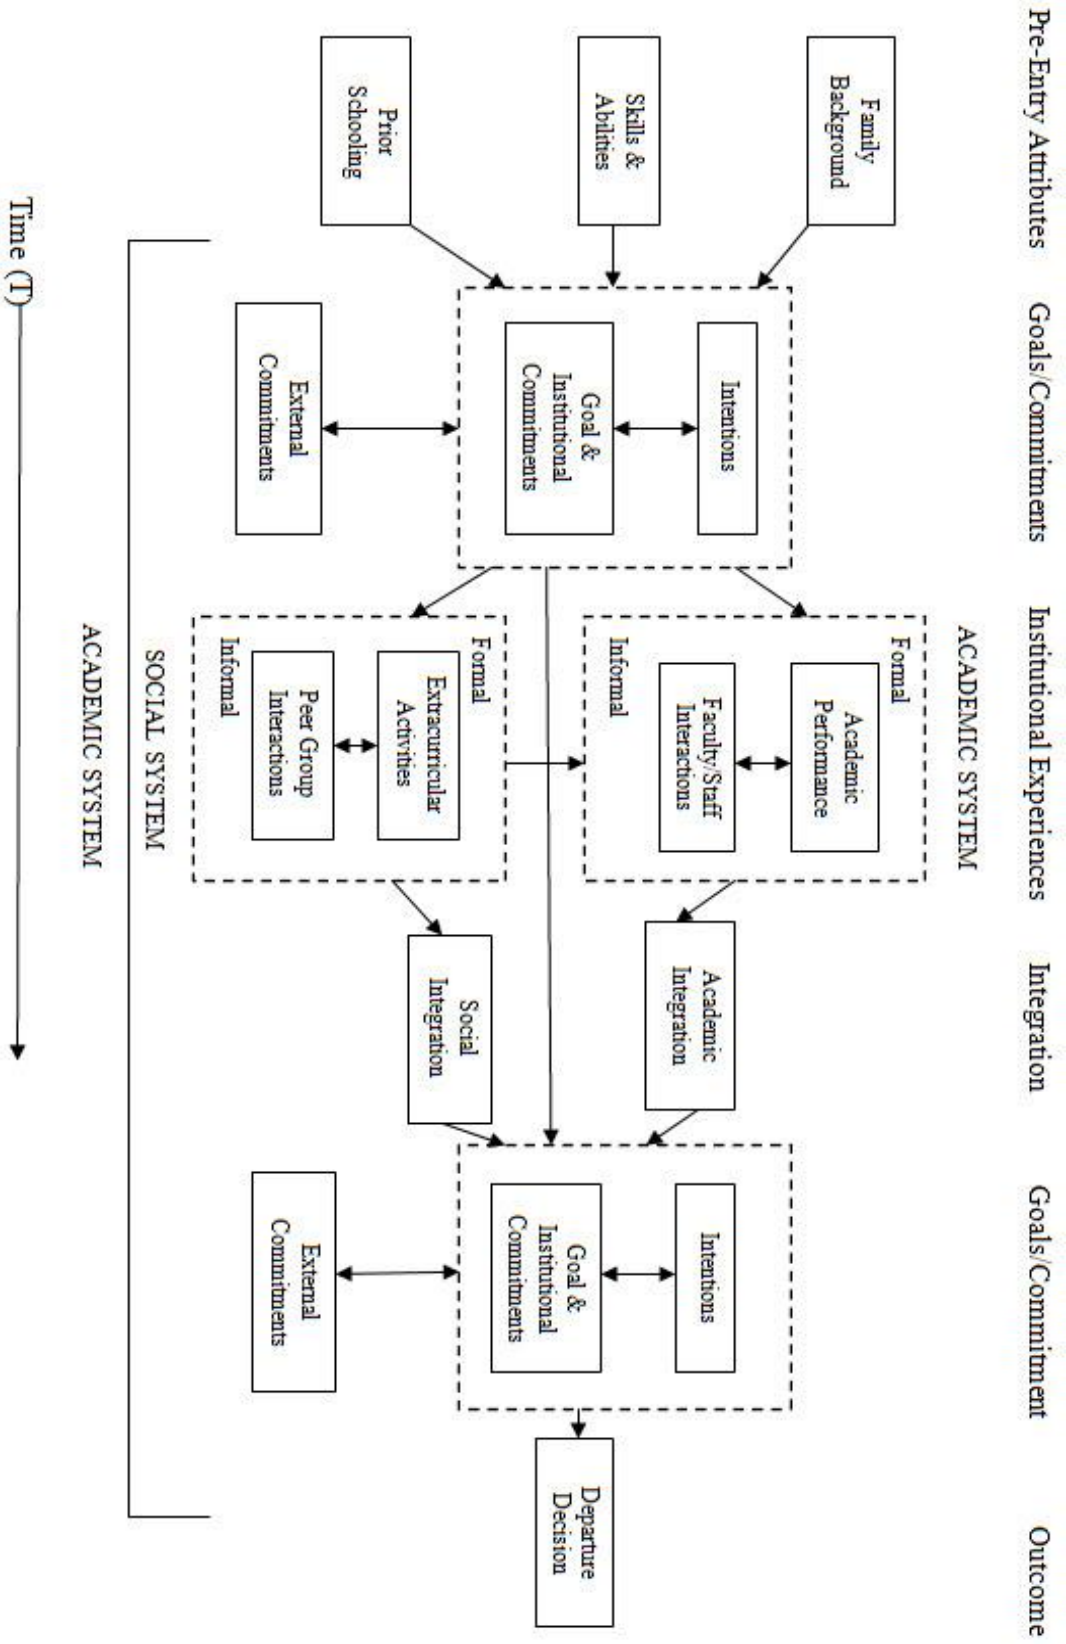 Pre-Entry Attributes
Goals/Commitments
Institutional Experiences
Integration
Goals/Commitment
Outcome
ACADEMIC SYSTEM
Family
Background
Skills &
Abilities
Prior
Schooling
Intentions
Goal &
Institutional
Commitments
External
Commitments
Formal
Academic
Performance
Faculty/Staff
Interactions
Informal
Formal
Extracurricular
Activities
Peer Group
Interactions
Informal
Academic
Integration
Social
Integration
Intentions
Goal &
Institutional
Commitments
External
Commitments
Departure
Decision
SOCIAL SYSTEM
ACADEMIC SYSTEM
Time (T)